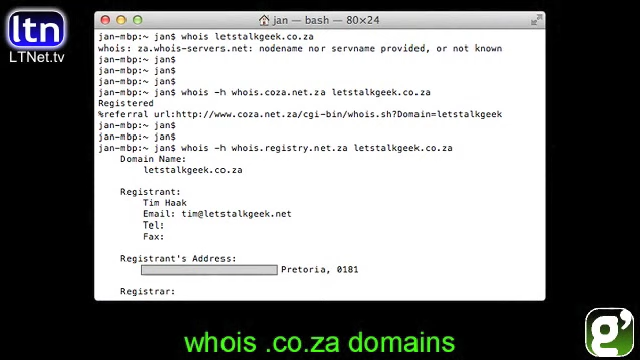 ltn
LTNet.tv
jan — bash — 80×24
jan-mbp:~ jan$ whois letstalkgeek.co.za
whois: za.whois-servers.net: nodename nor servname provided, or not known
jan-mbp:~ jan$
jan-mbp:~ jan$
jan-mbp:~ jan$
jan-mbp:~ jan$ whois -h whois.coza.net.za letstalkgeek.co.za
Registered
%referral url:http://www.coza.net.za/cgi-bin/whois.sh?Domain=letstalkgeek
jan-mbp:~ jan$
jan-mbp:~ jan$
jan-mbp:~ jan$ whois -h whois.registry.net.za letstalkgeek.co.za
Domain Name:
letstalkgeek.co.za
Registrant:
Tim Haak
Email: tim@letstalkgeek.net
Tel:
Fax:
Registrant's Address:
Pretoria, 0181
Registrar:
whois .co.za domains
g'